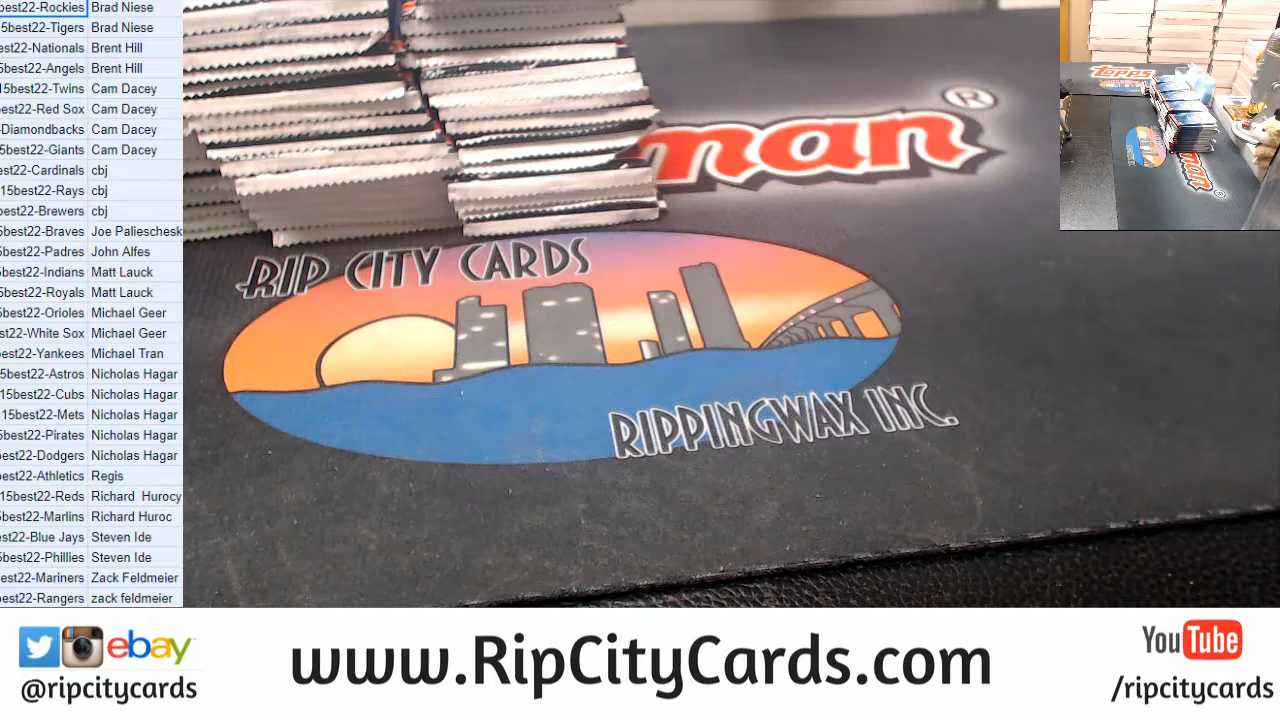 best22-Rockies Brad Niese
5best22-Tigers Brad Niese
est22-Nationals Brent Hill
5best22-Angels Brent Hill
15best22-Twins Cam Dacey
est22-Red Sox Cam Dacey
-Diamondbacks Cam Dacey
5best22-Giants Cam Dacey
est22-Cardinals cbj
15best22-Rays cbj
best22-Brewers cbj
5best22-Braves Joe Palieschesk
5best22-Padres John Alfes
5best22-Indians Matt Lauck
5best22-Royals Matt Lauck
5best22-Orioles Michael Geer
st22-White Sox Michael Geer
est22-Yankees Michael Tran
5best22-Astros Nicholas Hagar
15best22-Cubs Nicholas Hagar
15best22-Mets Nicholas Hagar
5best22-Pirates Nicholas Hagar
best22-Dodgers Nicholas Hagar
est22-Athletics Regis
15best22-Reds Richard Hurocy
5best22-Marlins Richard Huroc
est22-Blue Jays Steven Ide
5best22-Phillies Steven Ide
est22-Mariners Zack Feldmeier
est22-Rangers zack feldmeier
man ®
RIP CITY CARDS
RIPPINGWAX INC.
Topps
man
ebay
@ripcitycards
www.RipCityCards.com
YouTube
/ripcitycards